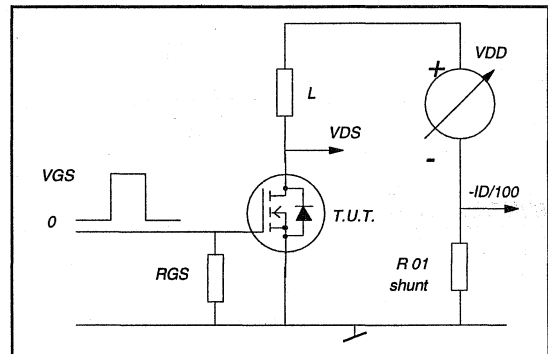 VDD
+
L
VDS
-
VGS
-ID/100
0
T.U.T.
RGS
R 01
shunt